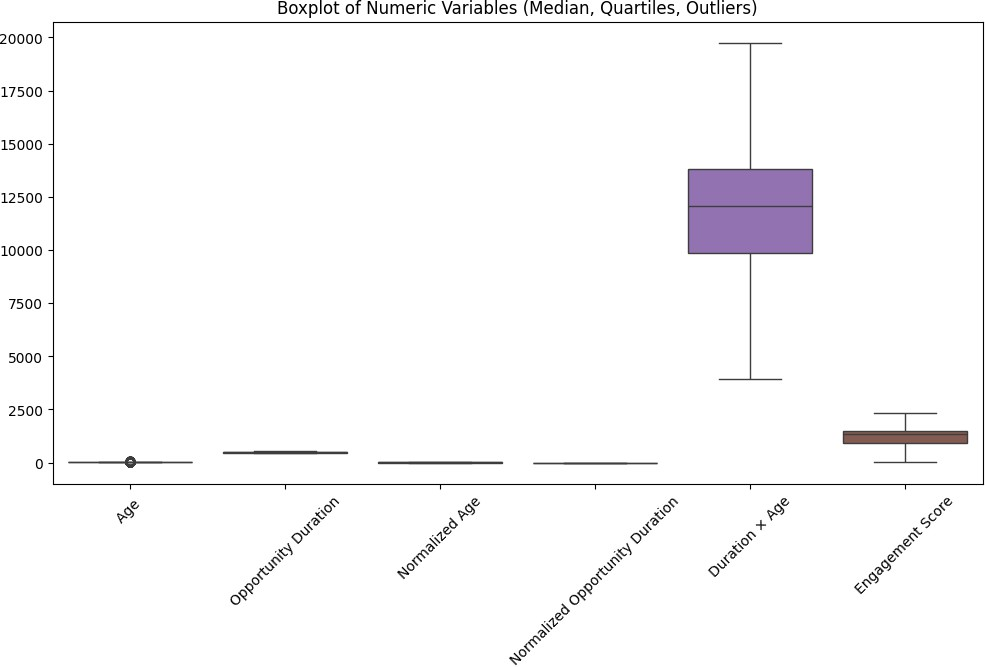 Boxplot of Numeric Variables (Median, Quartiles, Outliers)
20000
17500
15000
12500
10000
7500
5000
2500
0
Age
Opportunity Duration
Normalized Age
Normalized Opportunity Duration
Duration × Age
Engagement Score